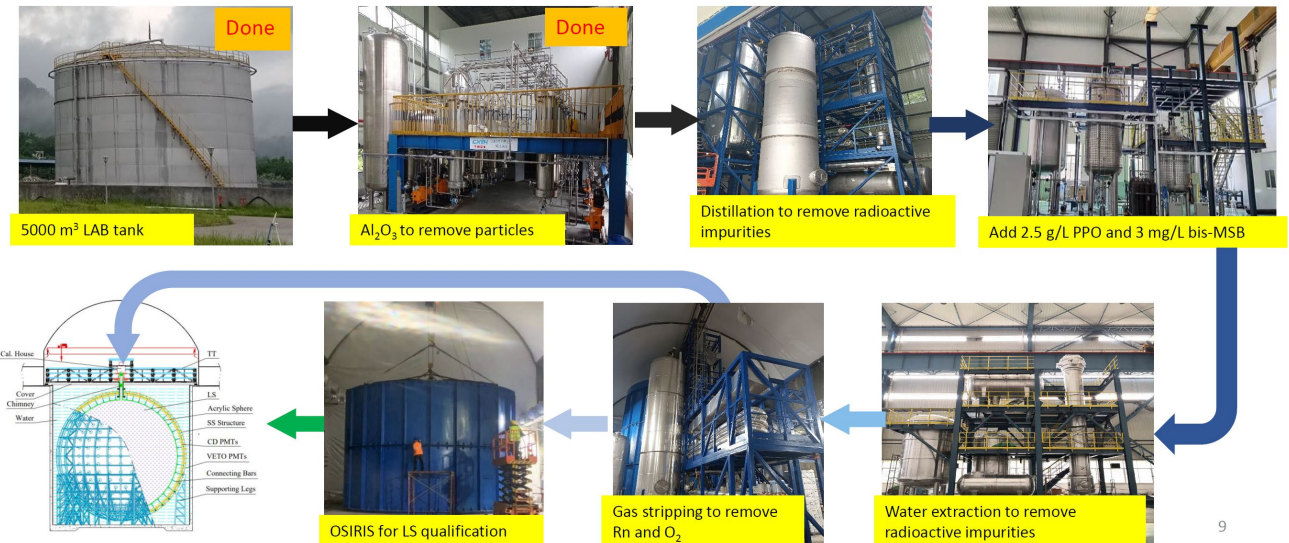 Done
Done
5000 m³ LAB tank
Al₂O₃ to remove particles
Distillation to remove radioactive
impurities
Add 2.5 g/L PPO and 3 mg/L bis-MSB
Cal. House
Cover
Chimney
Water
TT
LS
Acrylic Sphere
SS Structure
CD PMTs
VETO PMTs
Connecting Bars
Supporting Legs
OSIRIS for LS qualification
Gas stripping to remove
Rn and O₂
Water extraction to remove
radioactive impurities
9